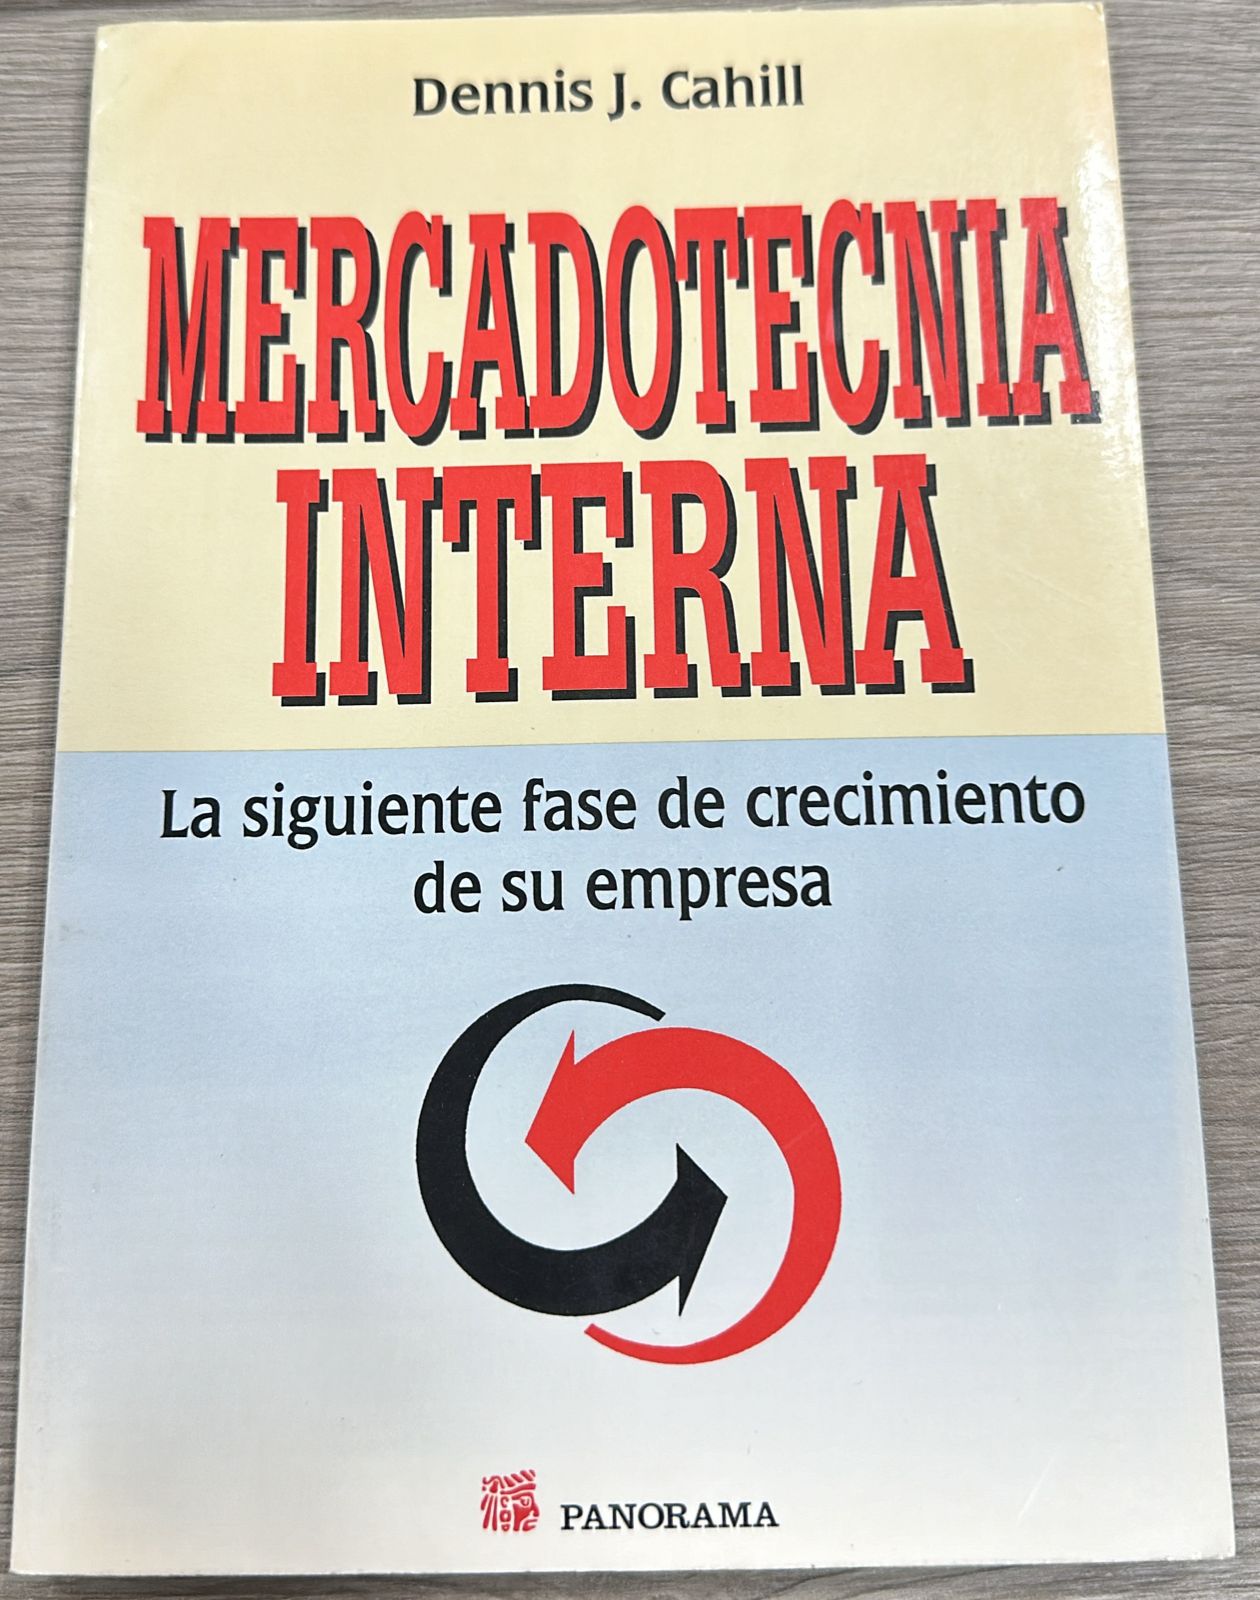 Dennis J. Cahill
MERCADOTECNIA
INTERNA
La siguiente fase de crecimiento
de su empresa
PANORAMA